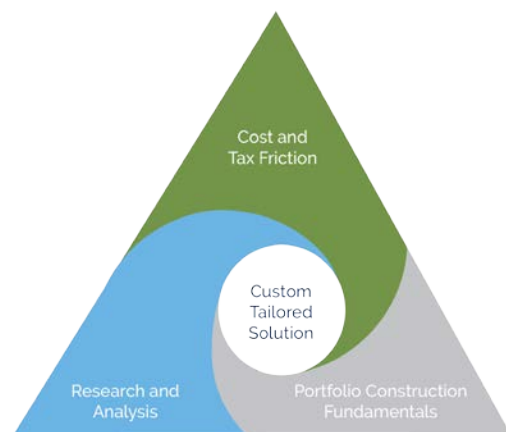 Cost and
Tax Friction
Custom
Tailored
Solution
Research and
Analysis
Portfolio Construction
Fundamentals